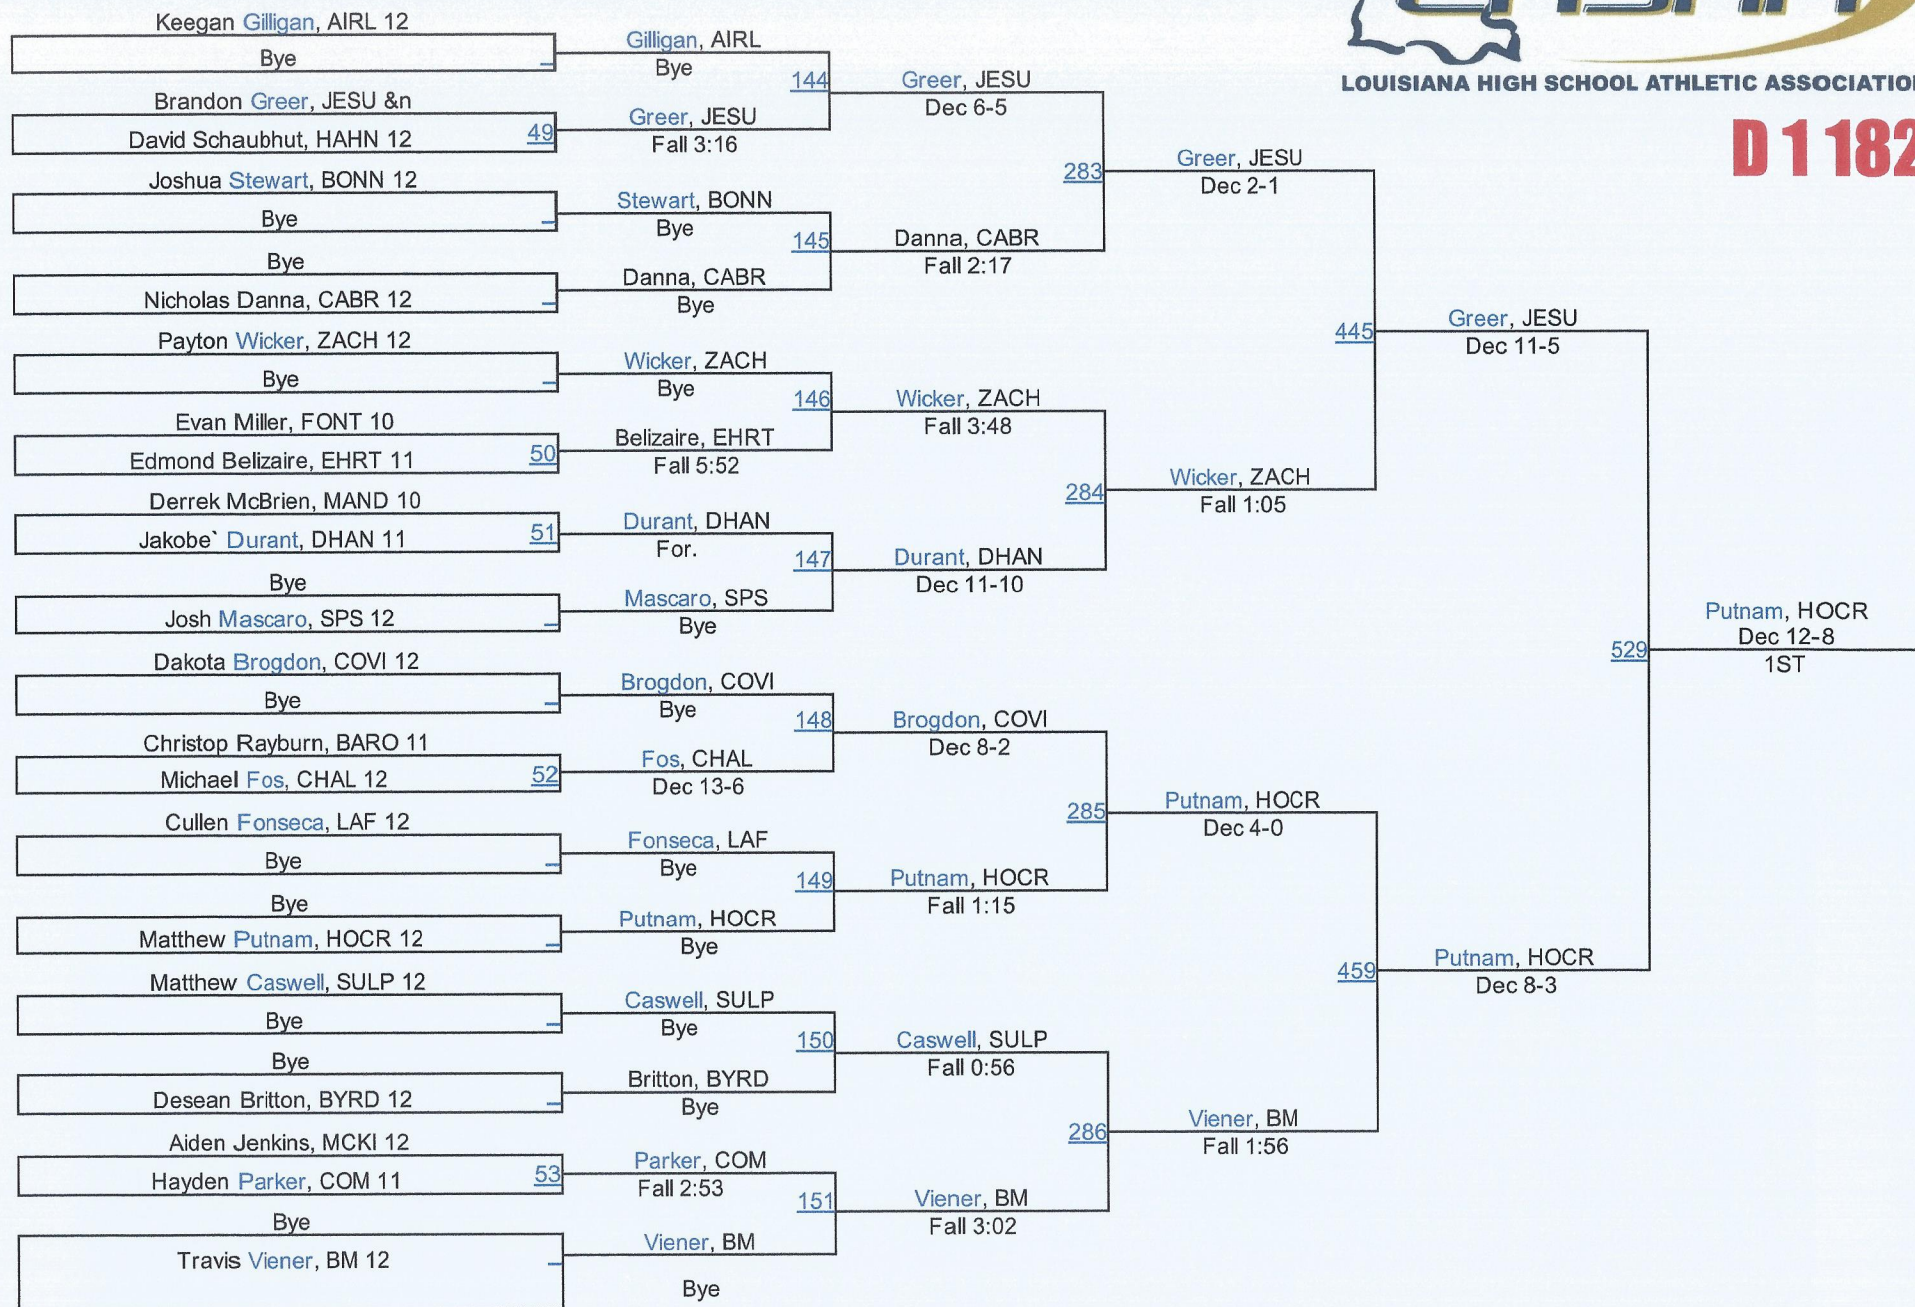 LHSAA
LOUISIANA HIGH SCHOOL ATHLETIC ASSOCIATION
D 1 182
Keegan Gilligan, AIRL 12
Bye
Brandon Greer, JESU &n
David Schaubhut, HAHN 12
49
Joshua Stewart, BONN 12
Bye
Bye
Nicholas Danna, CABR 12
Payton Wicker, ZACH 12
Bye
Evan Miller, FONT 10
Edmond Belizaire, EHRT 11
50
Derrek McBrien, MAND 10
Jakobe` Durant, DHAN 11
51
Bye
Josh Mascaro, SPS 12
Dakota Brogdon, COVI 12
Bye
Christop Rayburn, BARO 11
Michael Fos, CHAL 12
52
Cullen Fonseca, LAF 12
Bye
Bye
Matthew Putnam, HOCR 12
Matthew Caswell, SULP 12
Bye
Bye
Desean Britton, BYRD 12
Aiden Jenkins, MCKI 12
Hayden Parker, COM 11
53
Bye
Travis Viener, BM 12
Gilligan, AIRL
Bye
144
Greer, JESU
Fall 3:16
Stewart, BONN
Bye
145
Danna, CABR
Bye
Wicker, ZACH
Bye
146
Belizaire, EHRT
Fall 5:52
Durant, DHAN
For.
147
Mascaro, SPS
Bye
Brogdon, COVI
Bye
148
Fos, CHAL
Dec 13-6
Fonseca, LAF
Bye
149
Putnam, HOCR
Bye
Caswell, SULP
Bye
150
Britton, BYRD
Bye
Parker, COM
Fall 2:53
151
Viener, BM
Bye
Greer, JESU
Dec 6-5
283
Danna, CABR
Fall 2:17
Wicker, ZACH
Fall 3:48
284
Durant, DHAN
Dec 11-10
Brogdon, COVI
Dec 8-2
285
Putnam, HOCR
Fall 1:15
Caswell, SULP
Fall 0:56
286
Viener, BM
Fall 3:02
Greer, JESU
Dec 2-1
445
Wicker, ZACH
Fall 1:05
Putnam, HOCR
Dec 4-0
459
Viener, BM
Fall 1:56
Greer, JESU
Dec 11-5
529
Putnam, HOCR
Dec 8-3
Putnam, HOCR
Dec 12-8
1ST